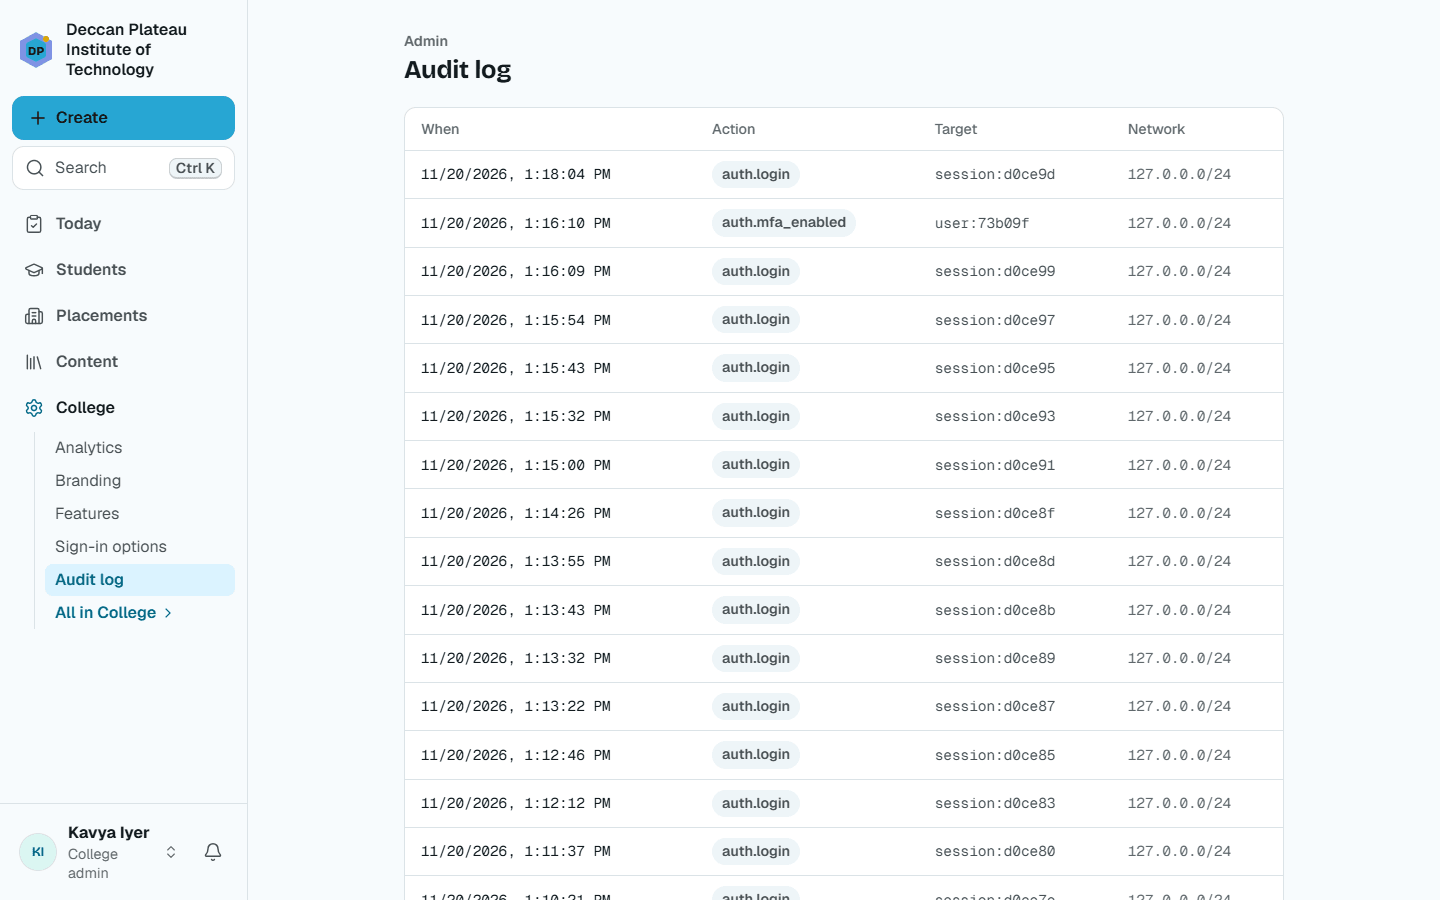 DP
Deccan Plateau
Institute of
Technology
Create
Search Ctrl K
Today
Students
Placements
Content
College
Analytics
Branding
Features
Sign-in options
Audit log
All in College
KI
Kavya Iyer
College
admin
Admin
Audit log
When Action Target Network
11/20/2026, 1:18:04 PM auth.login session:d0ce9d 127.0.0.0/24
11/20/2026, 1:16:10 PM auth.mfa_enabled user:73b09f 127.0.0.0/24
11/20/2026, 1:16:09 PM auth.login session:d0ce99 127.0.0.0/24
11/20/2026, 1:15:54 PM auth.login session:d0ce97 127.0.0.0/24
11/20/2026, 1:15:43 PM auth.login session:d0ce95 127.0.0.0/24
11/20/2026, 1:15:32 PM auth.login session:d0ce93 127.0.0.0/24
11/20/2026, 1:15:00 PM auth.login session:d0ce91 127.0.0.0/24
11/20/2026, 1:14:26 PM auth.login session:d0ce8f 127.0.0.0/24
11/20/2026, 1:13:55 PM auth.login session:d0ce8d 127.0.0.0/24
11/20/2026, 1:13:43 PM auth.login session:d0ce8b 127.0.0.0/24
11/20/2026, 1:13:32 PM auth.login session:d0ce89 127.0.0.0/24
11/20/2026, 1:13:22 PM auth.login session:d0ce87 127.0.0.0/24
11/20/2026, 1:12:46 PM auth.login session:d0ce85 127.0.0.0/24
11/20/2026, 1:12:12 PM auth.login session:d0ce83 127.0.0.0/24
11/20/2026, 1:11:37 PM auth.login session:d0ce80 127.0.0.0/24
11/20/2026, 1:10:21 PM auth.login 127.0.0.0/24